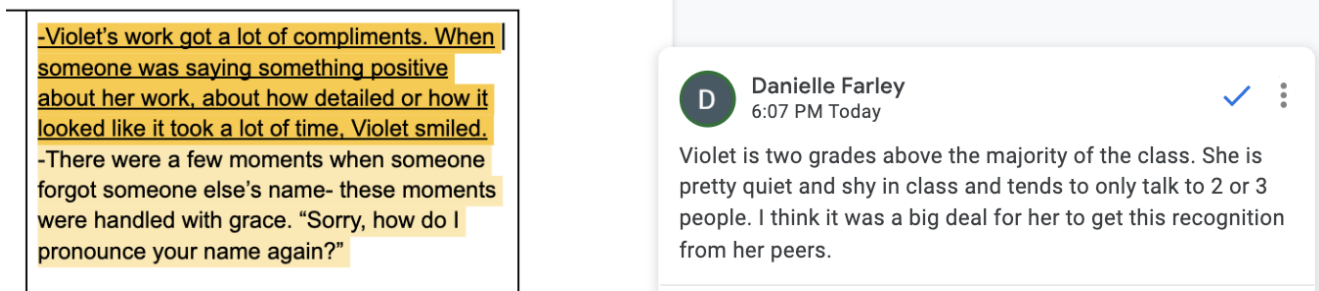 -Violet’s work got a lot of compliments. When
someone was saying something positive
about her work, about how detailed or how it
looked like it took a lot of time, Violet smiled.
-There were a few moments when someone
forgot someone else’s name- these moments
were handled with grace. “Sorry, how do I
pronounce your name again?”
D
Danielle Farley
6:07 PM Today
Violet is two grades above the majority of the class. She is
pretty quiet and shy in class and tends to only talk to 2 or 3
people. I think it was a big deal for her to get this recognition
from her peers.